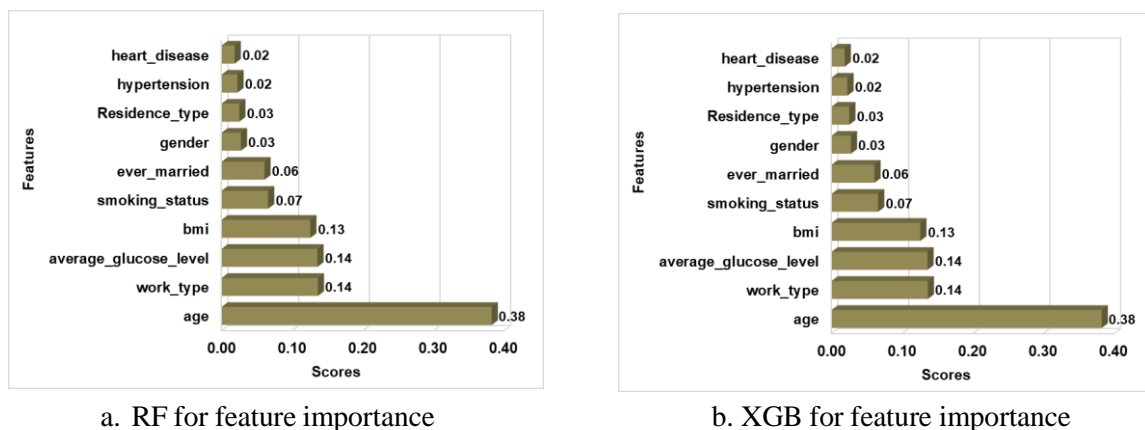 heart_disease 0.02
hypertension 0.02
Residence_type 0.03
gender 0.03
ever_married 0.06
smoking_status 0.07
bmi 0.13
average_glucose_level 0.14
work_type 0.14
age 0.38
Features
0.00 0.10 0.20 0.30 0.40
Scores
a. RF for feature importance
heart_disease 0.02
hypertension 0.02
Residence_type 0.03
gender 0.03
ever_married 0.06
smoking_status 0.07
bmi 0.13
average_glucose_level 0.14
work_type 0.14
age 0.38
Features
0.00 0.10 0.20 0.30 0.40
Scores
b. XGB for feature importance